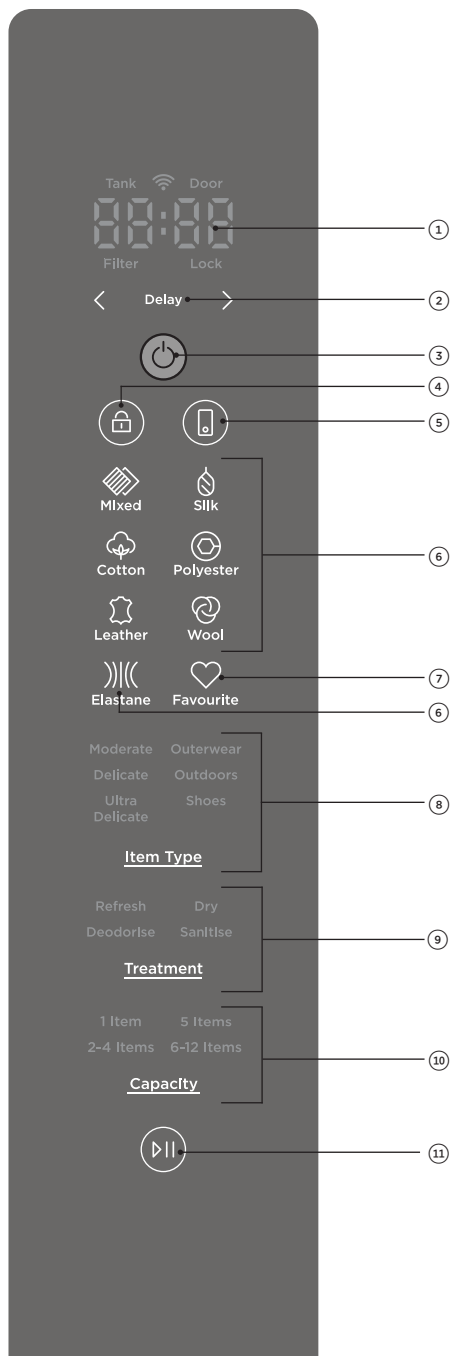 Tank Door
88:88
Filter Lock
Delay
Mixed Silk
Cotton Polyester
Leather Wool
Elastane Favourite
Moderate Outerwear
Delicate Outdoors
Ultra Shoes
Delicate
Item Type
Refresh Dry
Deodorise Sanitise
Treatment
1 Item 5 Items
2-4 Items 6-12 Items
Capacity
1
2
3
4
5
6
7
6
8
9
10
11